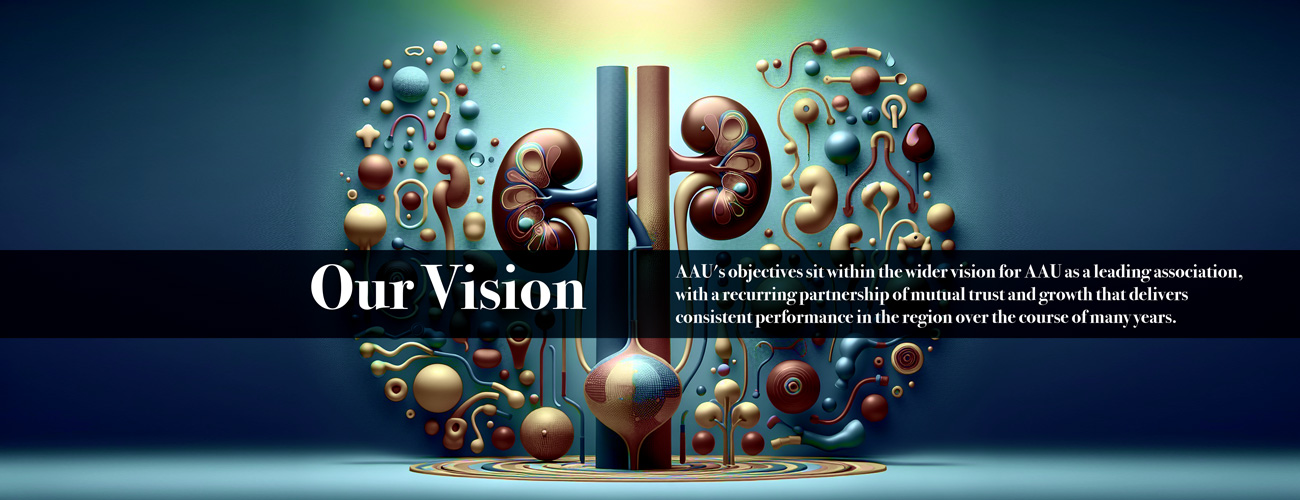 Our Vision
AAU's objectives sit within the wider vision for AAU as a leading association,
with a recurring partnership of mutual trust and growth that delivers
consistent performance in the region over the course of many years.